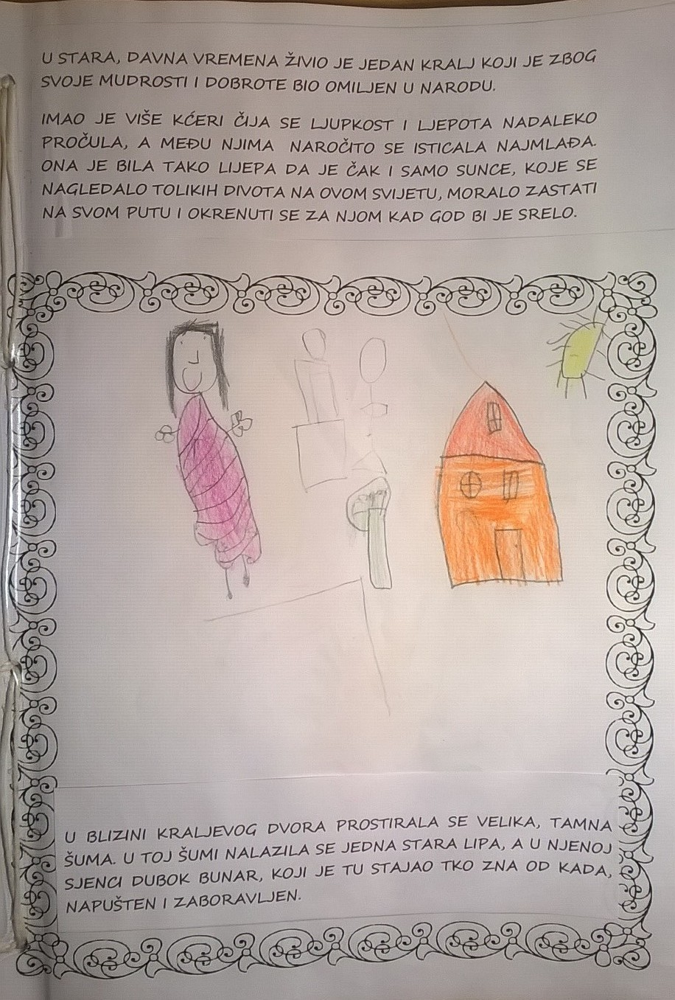 U STARA, DAVNA VREMENA ŽIVIO JE JEDAN KRALJ KOJI JE ZBOG
SVOJE MUDROSTI I DOBROTE BIO OMILJEN U NARODU.
IMAO JE VIŠE KĆERI ČIJA SE LJUPKOST I LJEPOTA NADALEKO
PROČULA, A MEĐU NJIMA NAROČITO SE ISTICALA NAJMLAĐA.
ONA JE BILA TAKO LIJEPA DA JE ČAK I SAMO SUNCE, KOJE SE
NAGLEDALO TOLIKIH DIVOTA NA OVOM SVIJETU, MORALO ZASTATI
NA SVOM PUTU I OKRENUTI SE ZA NJOM KAD GOD BI JE SRELO.
U BLIZINI KRALJEVOG DVORA PROSTIRALA SE VELIKA, TAMNA
ŠUMA. U TOJ ŠUMI NALAZILA SE JEDNA STARA LIPA, A U NJENOJ
SJENCI DUBOK BUNAR, KOJI JE TU STAJAO TKO ZNA OD KADA,
NAPUŠTEN I ZABORAVLJEN.